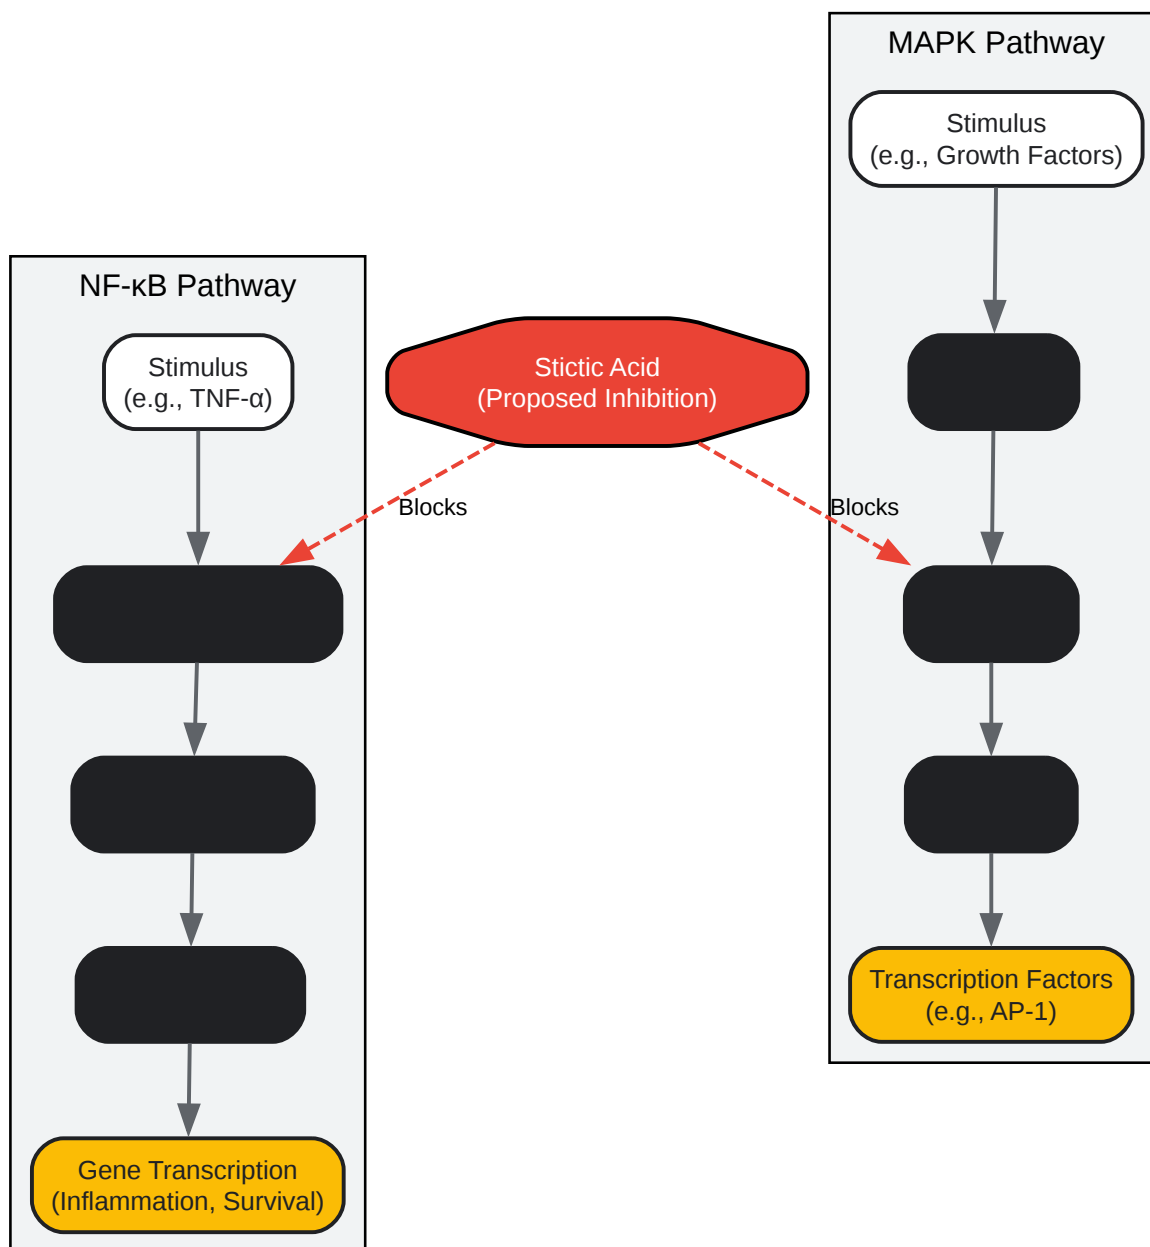 MAPK Pathway
Stimulus
(e.g., Growth Factors)
NF-κB Pathway
Stimulus
(e.g., TNF-α)
Stictic Acid
(Proposed Inhibition)
Blocks
Blocks
Transcription Factors
(e.g., AP-1)
Gene Transcription
(Inflammation, Survival)